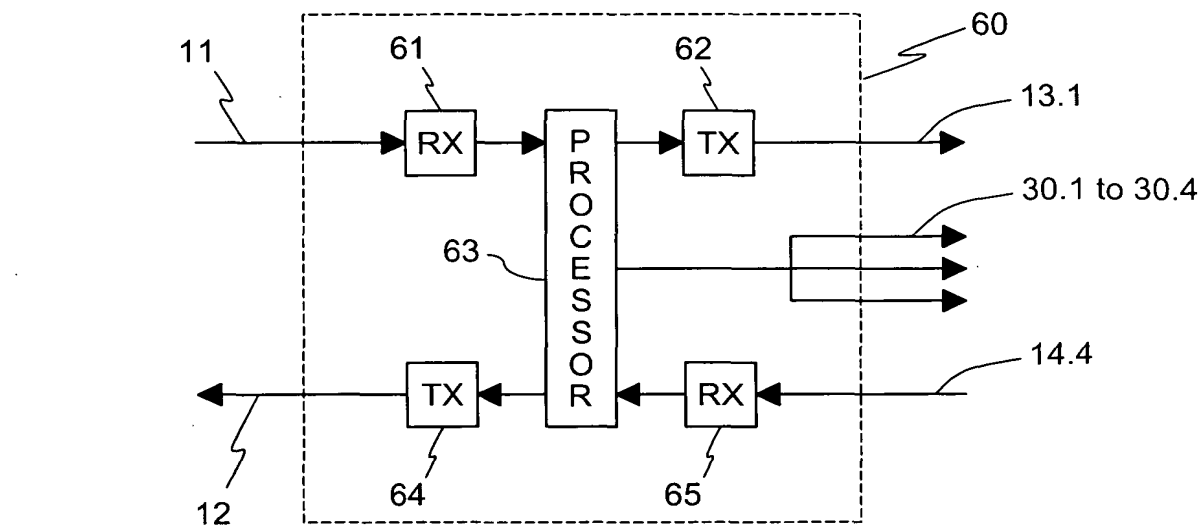 60
11
61
62
13.1
RX
TX
30.1 to 30.4
PROCESSOR
63
14.4
TX
RX
12
64
65